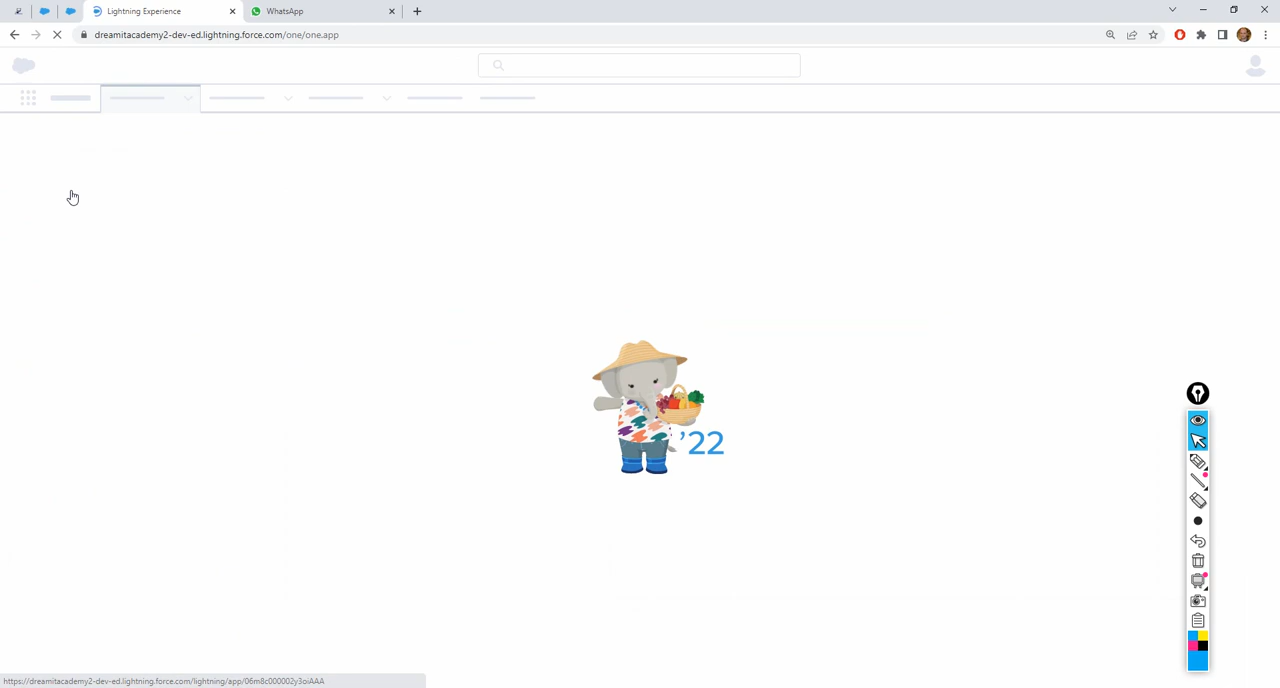 Lightning Experience
WhatsApp
dreamitacademy2-dev-ed.lightning.force.com/one/one.app
'22
https://dreamitacademy2-dev-ed.lightning.force.com/lightning/app/06m8c000002y3oiAAA